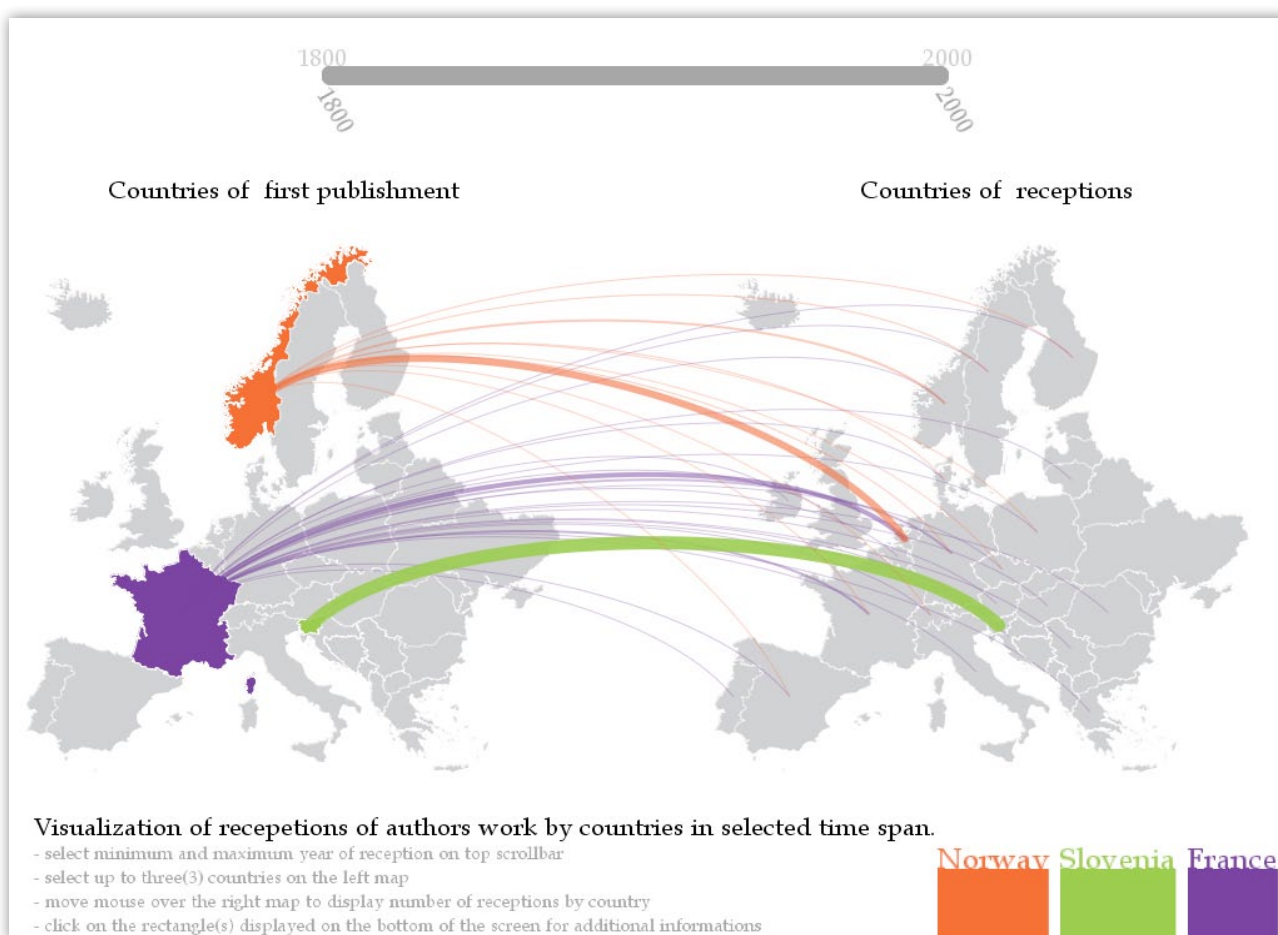 1800
2000
1800
2000
Countries of first publishment
Countries of receptions
Visualization of recepetions of authors work by countries in selected time span.
- select minimum and maximum year of reception on top scrollbar
- select up to three(3) countries on the left map
- move mouse over the right map to display number of receptions by country
- click on the rectangle(s) displayed on the bottom of the screen for additional informations
Norway Slovenia France